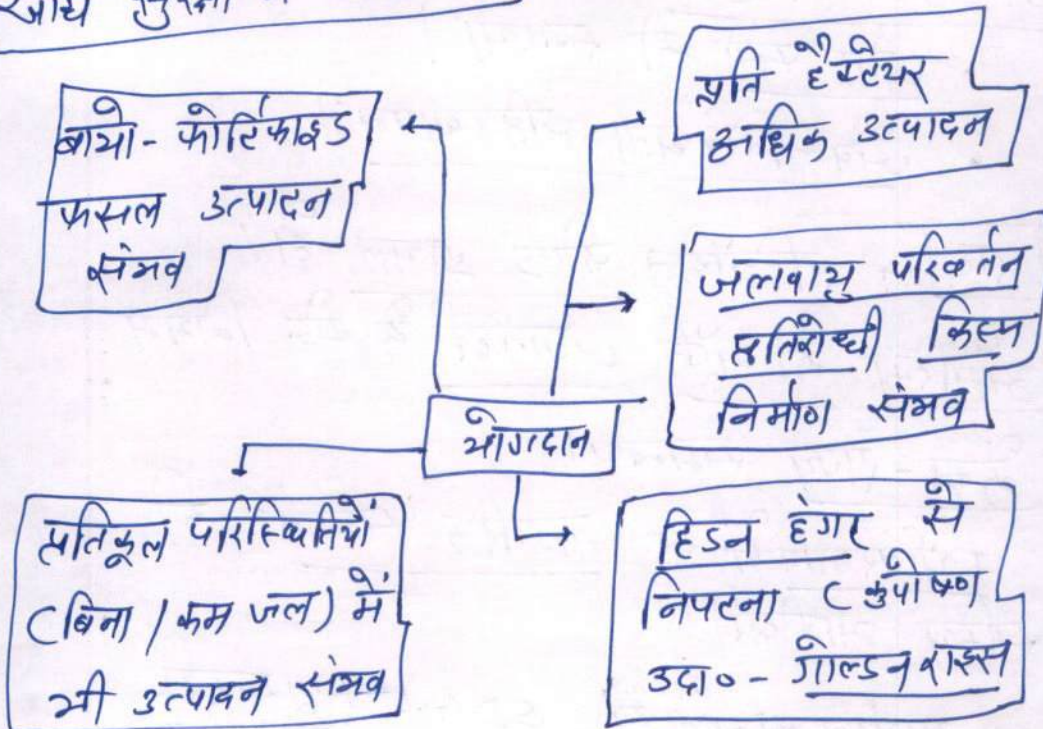 खाद्य सुरक्षा
बायो-फोर्टिफाइड
फसल उत्पादन
संभव
प्रति हैक्टेयर
अधिक उत्पादन
जलवायु परिवर्तन
प्रतिरोधी किस्म
निर्माण संभव
योगदान
प्रतिकूल परिस्थितियों
(बिना / कम जल) में
भी उत्पादन संभव
हिडन हंगर से
निपटना (कुपोषण
उदा०- गोल्डन राइस